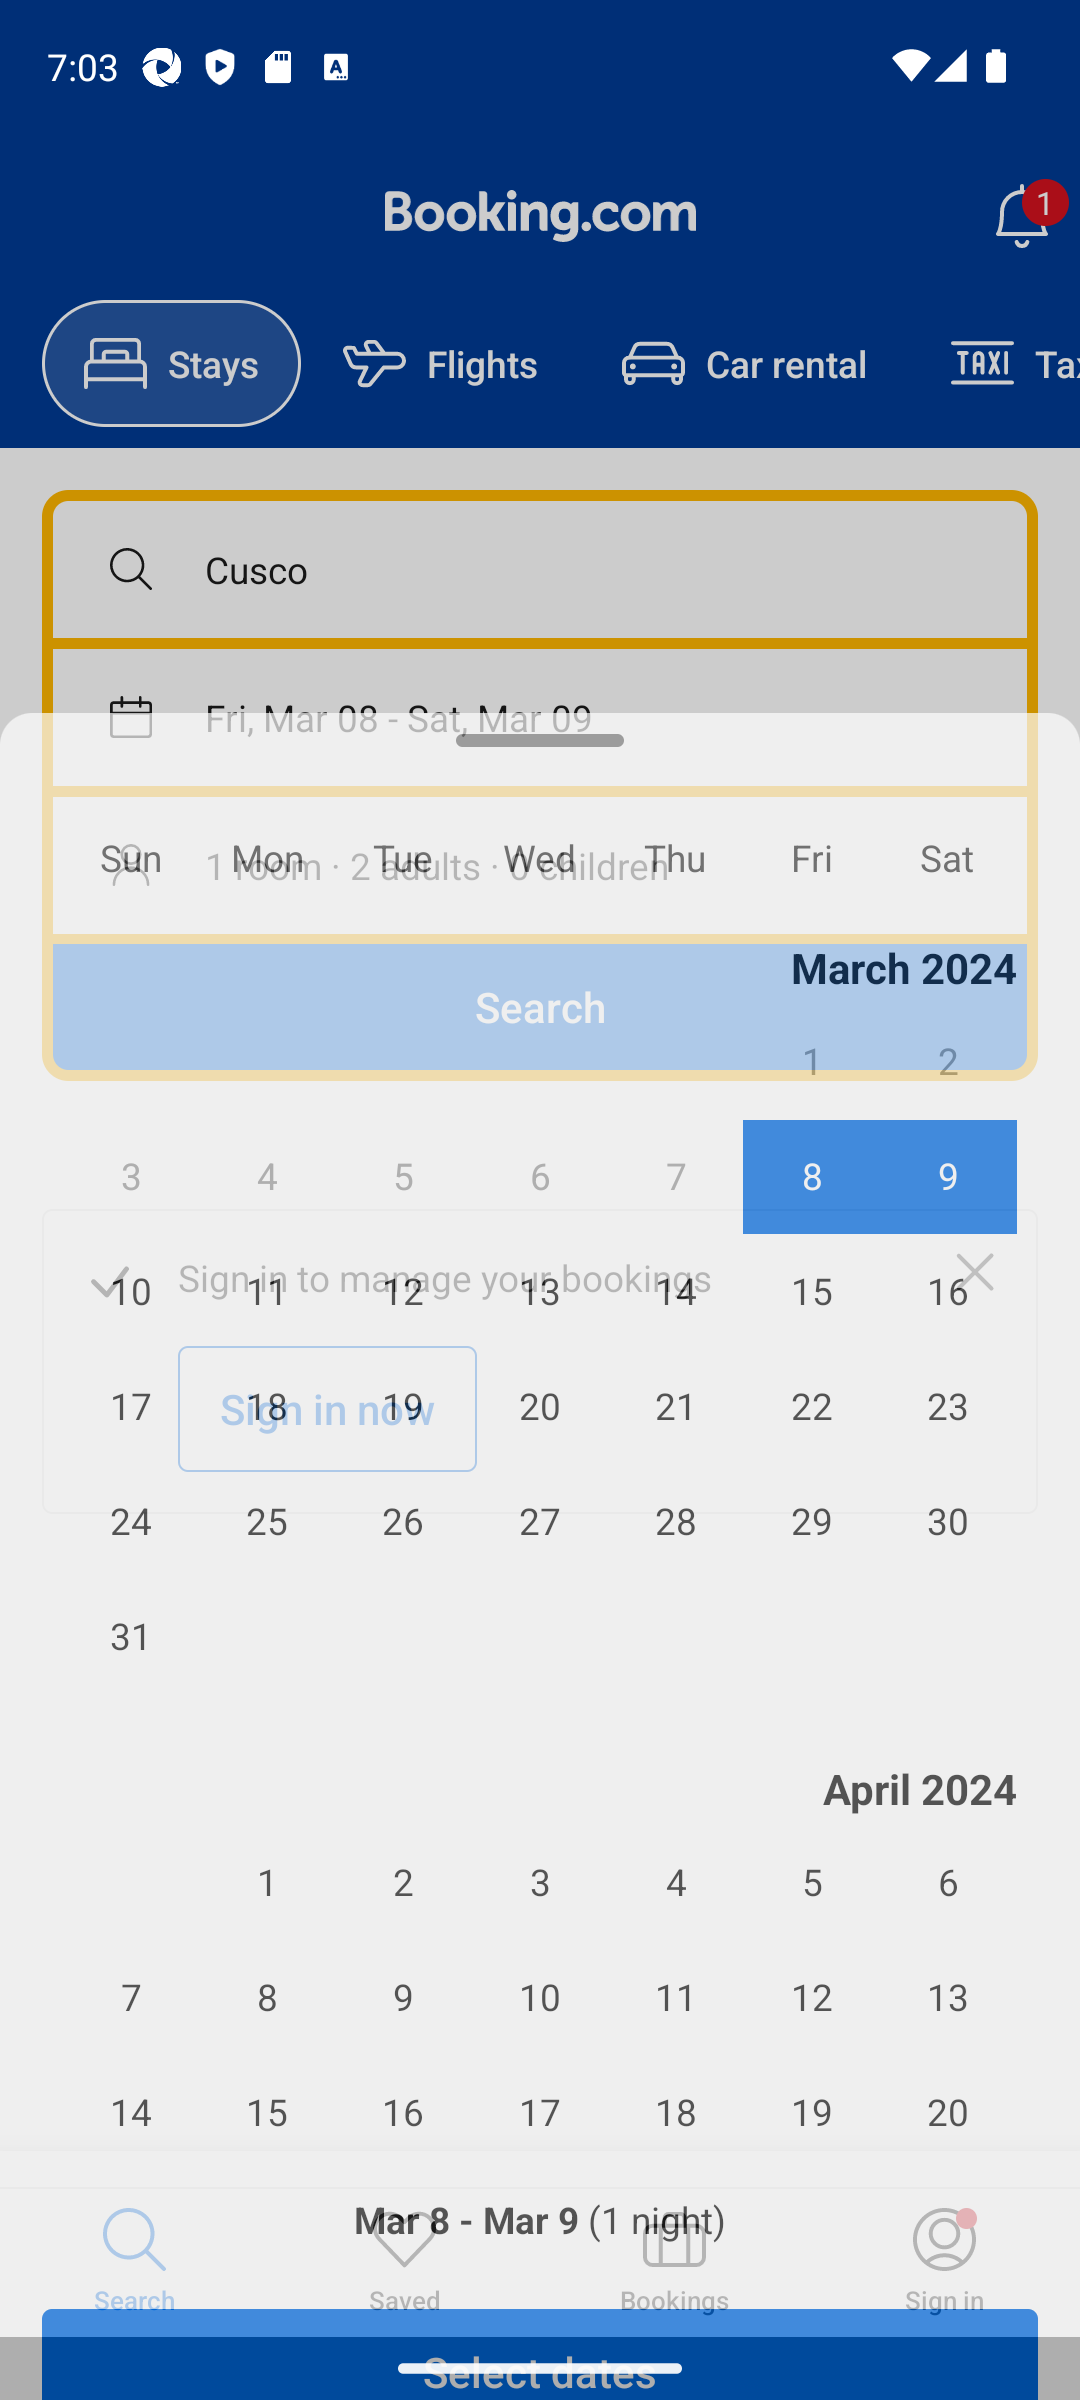 7:03
Booking.com
1
Stays
Flights
Car rental
Tax
Cusco
Fri, Mar 08 - Sat, Mar 09
1 room · 2 adults · 0 children
Sun Mon Tue Wed Thu Fri Sat
Search
March 2024
1 2
3 4 5 6 7 8 9
Sign in to manage your bookings
10 11 12 13 14 15 16
Sign in now
17 18 19 20 21 22 23
24 25 26 27 28 29 30
31
April 2024
1 2 3 4 5 6
7 8 9 10 11 12 13
14 15 16 17 18 19 20
Mar 8 - Mar 9 (1 night)
Search
Saved
Bookings
Sign in
Select dates